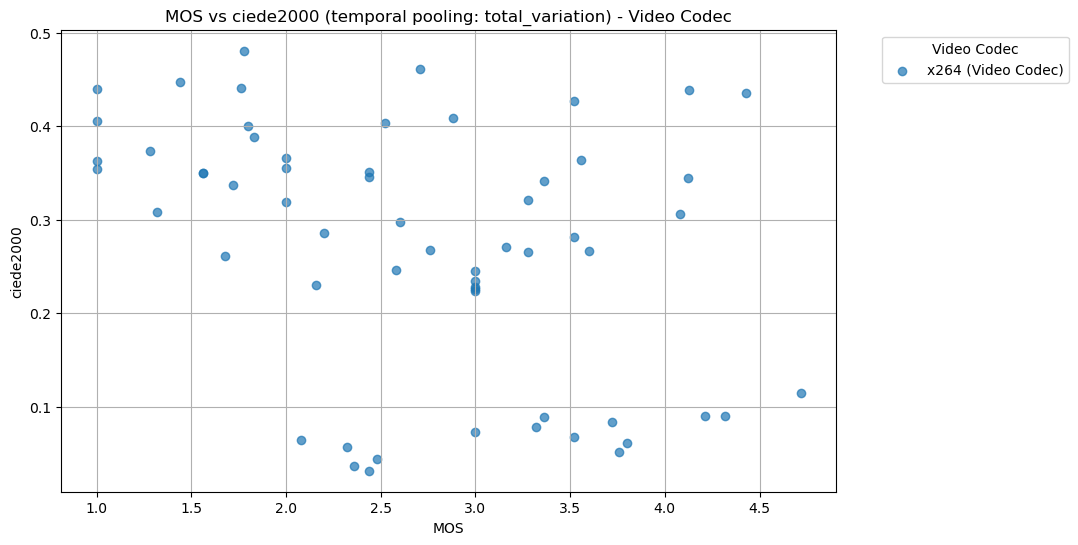 MOS vs ciede2000 (temporal pooling: total_variation) - Video Codec
Video Codec
x264 (Video Codec)
ciede2000
0.5
0.4
0.3
0.2
0.1
1.0 1.5 2.0 2.5 3.0 3.5 4.0 4.5
MOS